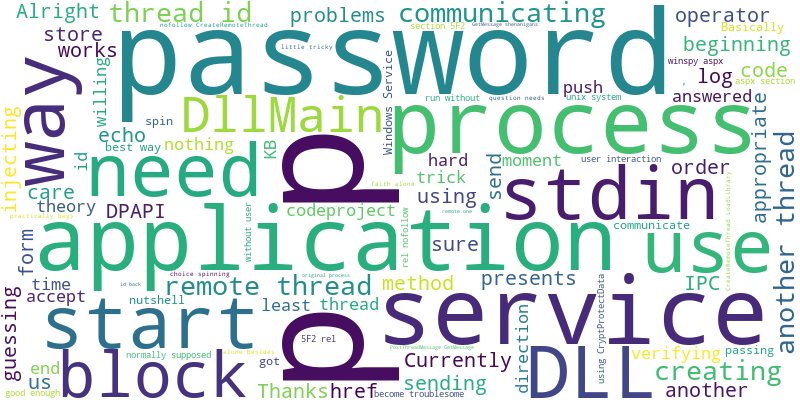 Alright
thread id
problems
communicating
operator
nofollow CreateRemoteThread
section 5F2
GetMessage shenanigans
Basically
store
works
password
little tricky
beginning
winspy aspx
way
willing
DllMain
Windows Service
process
push
log
code
aspx section
run without
question needs
unix system
answered
injecting
id
echo
spin
best way
nothing
KB
need
p
hard
moment
user interaction
order
appropriate
another thread
trick
using
send
stdin
care
theory
DPAPI
faith alone
practically begs
codeproject
rel nofollow
remote one
CreateRemoteThread LoadLibrary
form
without user
application
sure
communicate
use
time
choice spinning
original process
id back
method
presents
IPC
using CryptProtectData
guessing
accept
remote thread
nutshell
least
thread
service
passing
start
p
5F2 rel
PostThreadMessage GetMessage
direction
verifying
end
us
normally supposed
alone Besides
got
block
Currently
DLL
creating
good enough
Thanks
href
sending
become troublesome
another